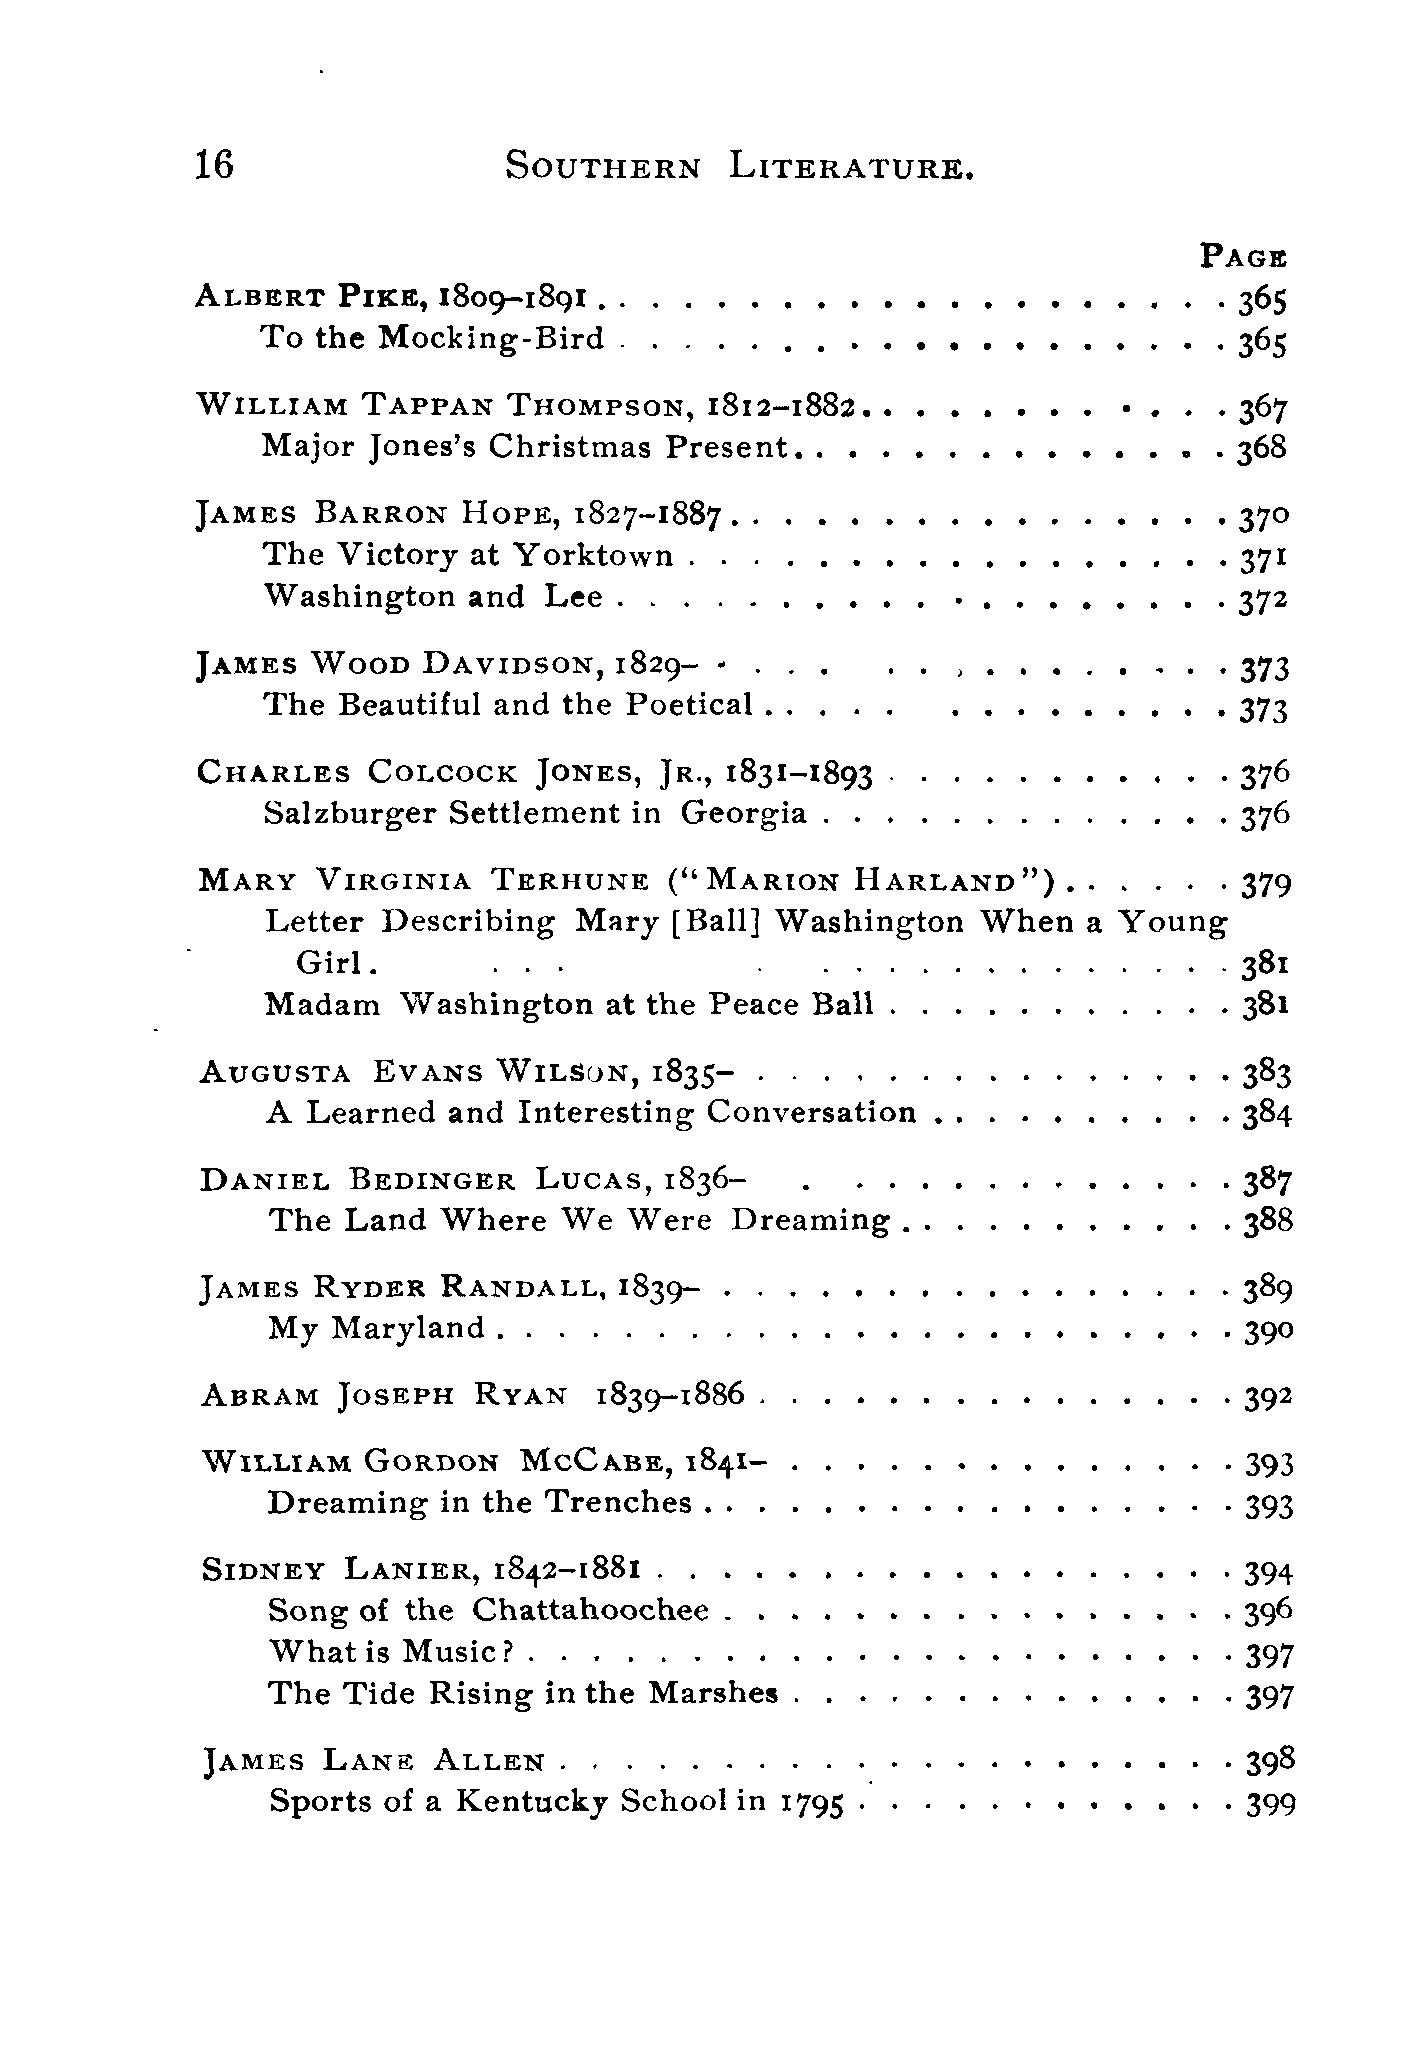 16 SOUTHERN LITERATURE.
PAGE
ALBERT PIKE, 1809–1891 . . . . . . . . . . . . . . . . . . . . 365
To the Mocking-Bird . . . . . . . . . . . . . . . . . . . 365
WILLIAM TAPPAN THOMPSON, 1812–1882 . . . . . . . . . . . . 367
Major Jones's Christmas Present . . . . . . . . . . . . . . 368
JAMES BARRON HOPE, 1827–1887 . . . . . . . . . . . . . . . . 370
The Victory at Yorktown . . . . . . . . . . . . . . . . . 371
Washington and Lee . . . . . . . . . . . . . . . . . . . 372
JAMES WOOD DAVIDSON, 1829– . . . . . . . . . . . . . . . 373
The Beautiful and the Poetical . . . . . . . . . . . . . . 373
CHARLES COLCOCK JONES, JR., 1831–1893 . . . . . . . . . . . 376
Salzburger Settlement in Georgia . . . . . . . . . . . . . 376
MARY VIRGINIA TERHUNE ("MARION HARLAND") . . . . . . 379
Letter Describing Mary [Ball] Washington When a Young
Girl . . . . . . . . . . . . . . . . . . 381
Madam Washington at the Peace Ball . . . . . . . . . . . 381
AUGUSTA EVANS WILSON, 1835– . . . . . . . . . . . . . . . 383
A Learned and Interesting Conversation . . . . . . . . . . 384
DANIEL BEDINGER LUCAS, 1836– . . . . . . . . . . . . . 387
The Land Where We Were Dreaming . . . . . . . . . . . 388
JAMES RYDER RANDALL, 1839– . . . . . . . . . . . . . . . . 389
My Maryland . . . . . . . . . . . . . . . . . . . . . . . 390
ABRAM JOSEPH RYAN 1839–1886 . . . . . . . . . . . . . . . 392
WILLIAM GORDON MCCABE, 1841– . . . . . . . . . . . . . . 393
Dreaming in the Trenches . . . . . . . . . . . . . . . . . 393
SIDNEY LANIER, 1842–1881 . . . . . . . . . . . . . . . . . . 394
Song of the Chattahoochee . . . . . . . . . . . . . . . . 396
What is Music? . . . . . . . . . . . . . . . . . . . . . . 397
The Tide Rising in the Marshes . . . . . . . . . . . . . . 397
JAMES LANE ALLEN . . . . . . . . . . . . . . . . . . . . . 398
Sports of a Kentucky School in 1795 . . . . . . . . . . . . 399